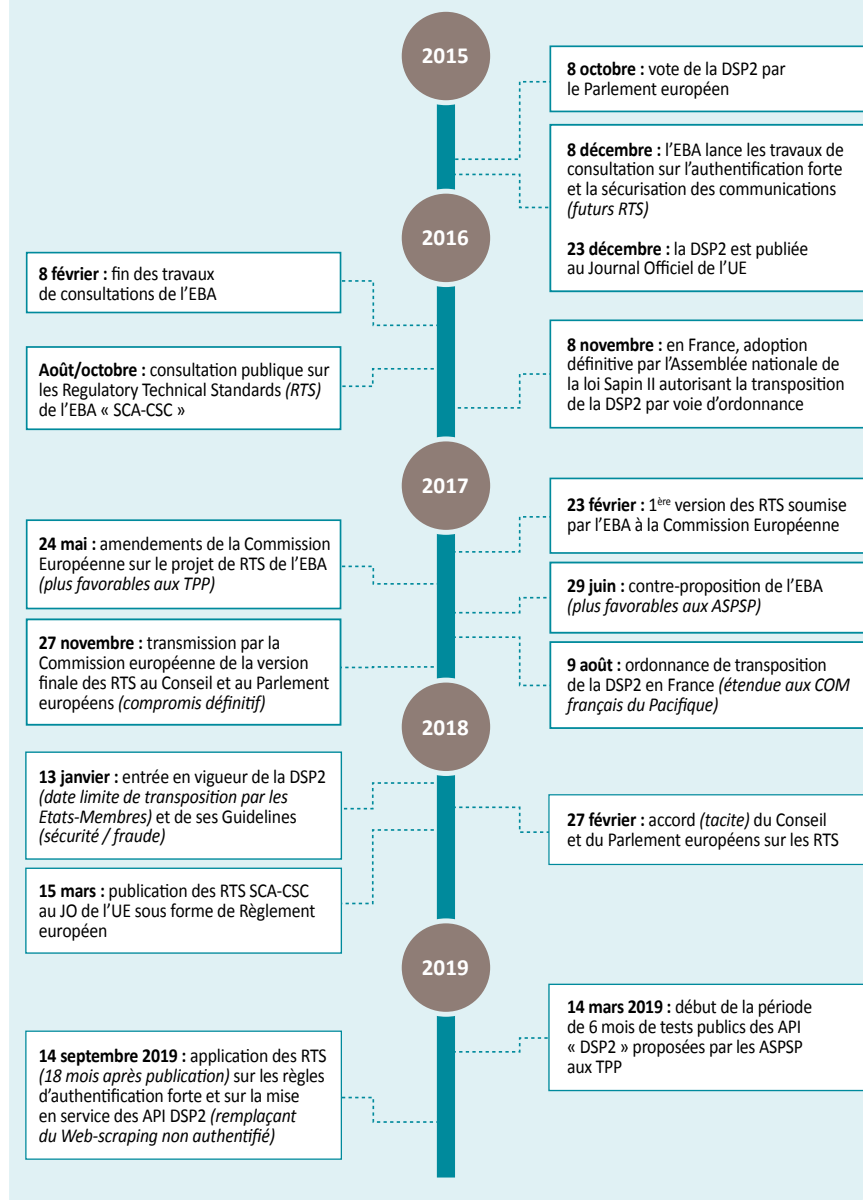 2015
8 octobre : vote de la DSP2 par
le Parlement européen
8 décembre : l’EBA lance les travaux de
consultation sur l’authentification forte
et la sécurisation des communications
(futurs RTS)
23 décembre : la DSP2 est publiée
au Journal Officiel de l’UE
2016
8 février : fin des travaux
de consultations de l’EBA
Août/octobre : consultation publique sur
les Regulatory Technical Standards (RTS)
de l’EBA « SCA-CSC »
8 novembre : en France, adoption
définitive par l’Assemblée nationale de
la loi Sapin II autorisant la transposition
de la DSP2 par voie d’ordonnance
2017
23 février : 1ère version des RTS soumise
par l’EBA à la Commission Européenne
24 mai : amendements de la Commission
Européenne sur le projet de RTS de l’EBA
(plus favorables aux TPP)
29 juin : contre-proposition de l’EBA
(plus favorables aux ASPSP)
27 novembre : transmission par la
Commission européenne de la version
finale des RTS au Conseil et au Parlement
européens (compromis définitif)
9 août : ordonnance de transposition
de la DSP2 en France (étendue aux COM
français du Pacifique)
2018
13 janvier : entrée en vigueur de la DSP2
(date limite de transposition par les
Etats-Membres) et de ses Guidelines
(sécurité / fraude)
27 février : accord (tacite) du Conseil
et du Parlement européens sur les RTS
15 mars : publication des RTS SCA-CSC
au JO de l’UE sous forme de Règlement
européen
2019
14 mars 2019 : début de la période
de 6 mois de tests publics des API
« DSP2 » proposées par les ASPSP
aux TPP
14 septembre 2019 : application des RTS
(18 mois après publication) sur les règles
d’authentification forte et sur la mise
en service des API DSP2 (remplaçant
du Web-scraping non authentifié)